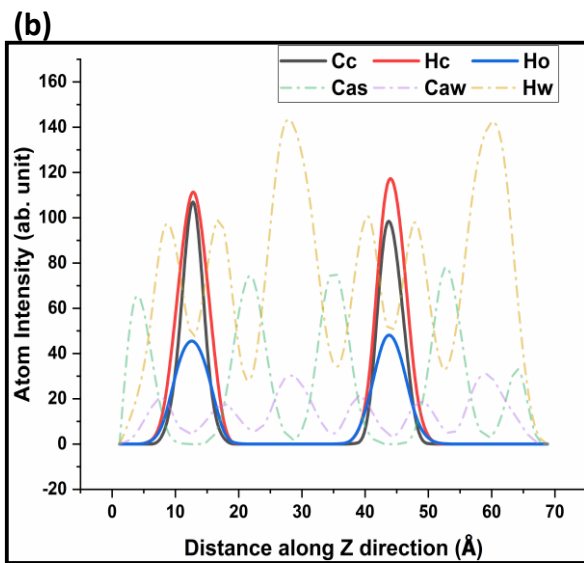 (b)
Cc Hc Ho
Cas Caw Hw
Atom Intensity (ab. unit)
160
140
120
100
80
60
40
20
0
-20
0 10 20 30 40 50 60 70
Distance along Z direction (Å)